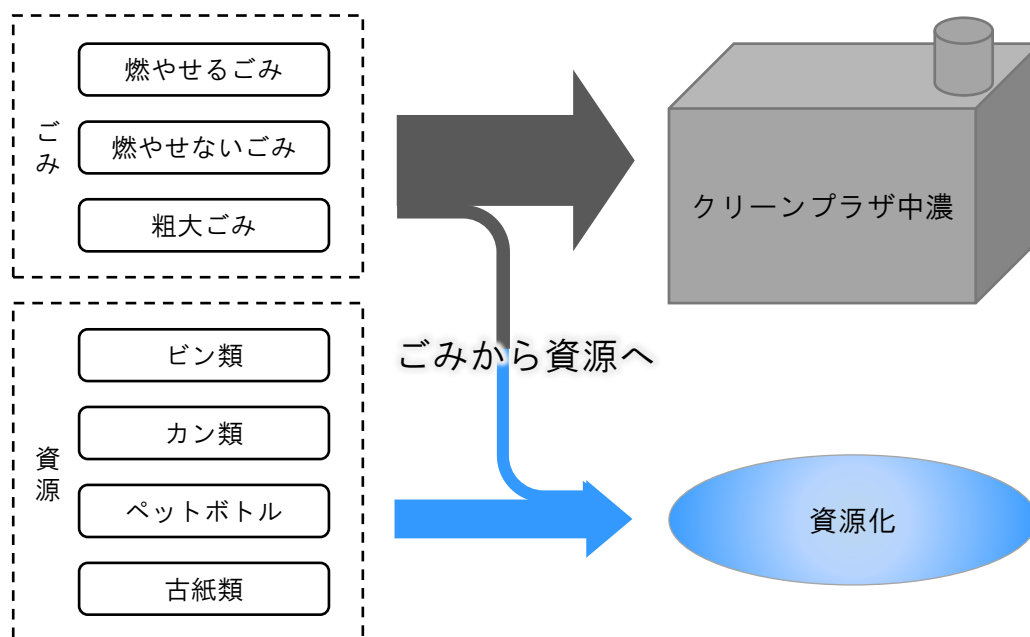 ごみ
燃やせるごみ
燃やせないごみ
粗大ごみ
クリーンプラザ中濃
ごみから資源へ
資源
ビン類
カン類
ペットボトル
古紙類
資源化